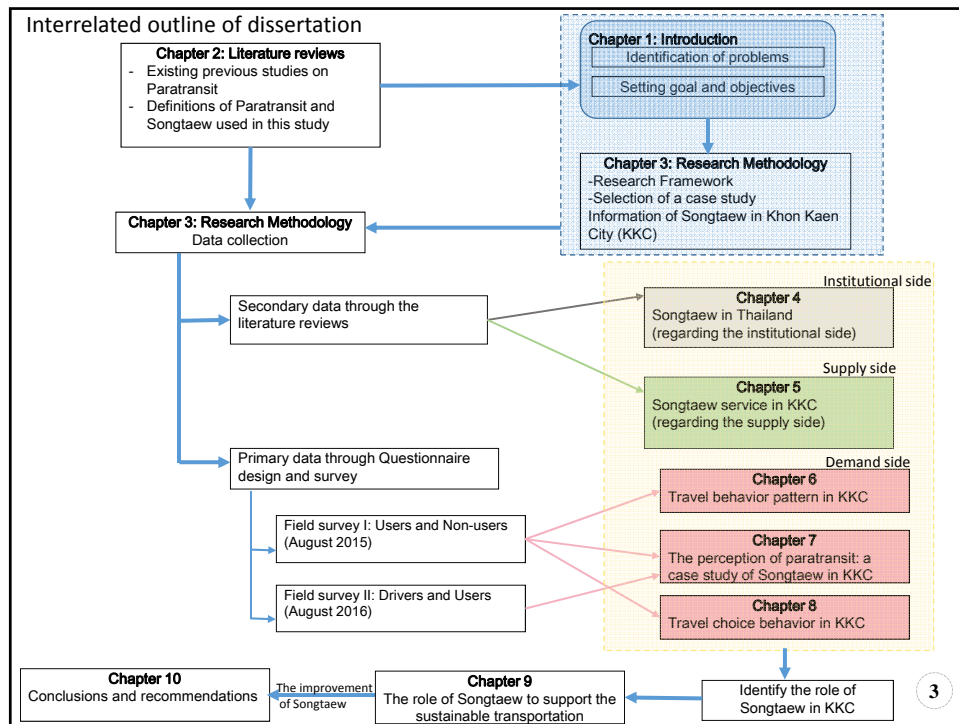 Interrelated outline of dissertation
Chapter 2: Literature reviews
- Existing previous studies on
Paratransit
- Definitions of Paratransit and
Songtaew used in this study
Chapter 1: Introduction
Identification of problems
Setting goal and objectives
Chapter 3: Research Methodology
-Research Framework
-Selection of a case study
Information of Songtaew in Khon Kaen
City (KKC)
Chapter 3: Research Methodology
Data collection
Secondary data through the
literature reviews
Institutional side
Chapter 4
Songtaew in Thailand
(regarding the institutional side)
Supply side
Chapter 5
Songtaew service in KKC
(regarding the supply side)
Primary data through Questionnaire
design and survey
Demand side
Chapter 6
Travel behavior pattern in KKC
Field survey I: Users and Non-users
(August 2015)
Chapter 7
The perception of paratransit: a
case study of Songtaew in KKC
Field survey II: Drivers and Users
(August 2016)
Chapter 8
Travel choice behavior in KKC
Identify the role of
Songtaew in KKC
Chapter 9
The role of Songtaew to support the
sustainable transportation
The improvement
of Songtaew
Chapter 10
Conclusions and recommendations
3